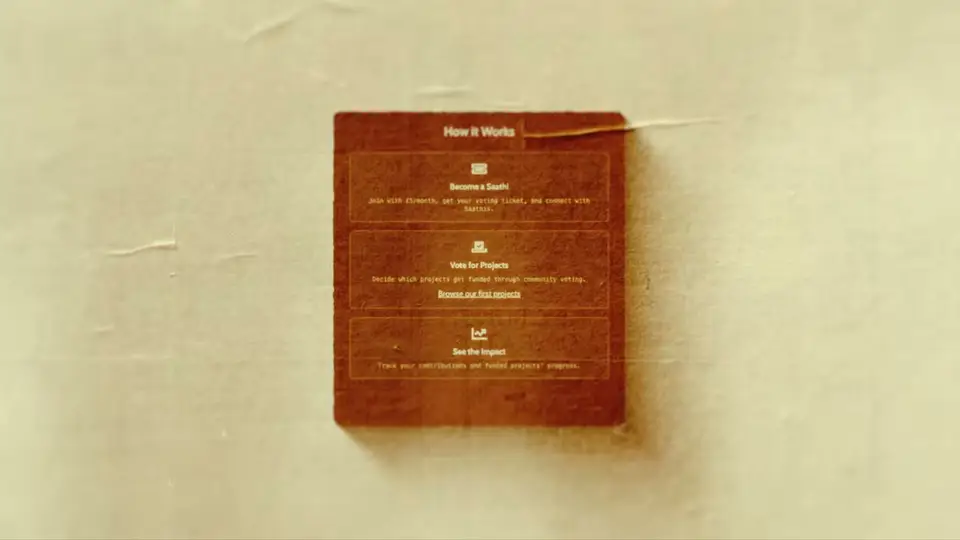 How it Works
Become a Saathi
Join with £1/month, get your voting ticket, and connect with
Saathis.
Vote for Projects
Decide which projects get funded through community voting.
Browse our first projects
See the Impact
Track your contributions and funded projects' progress.